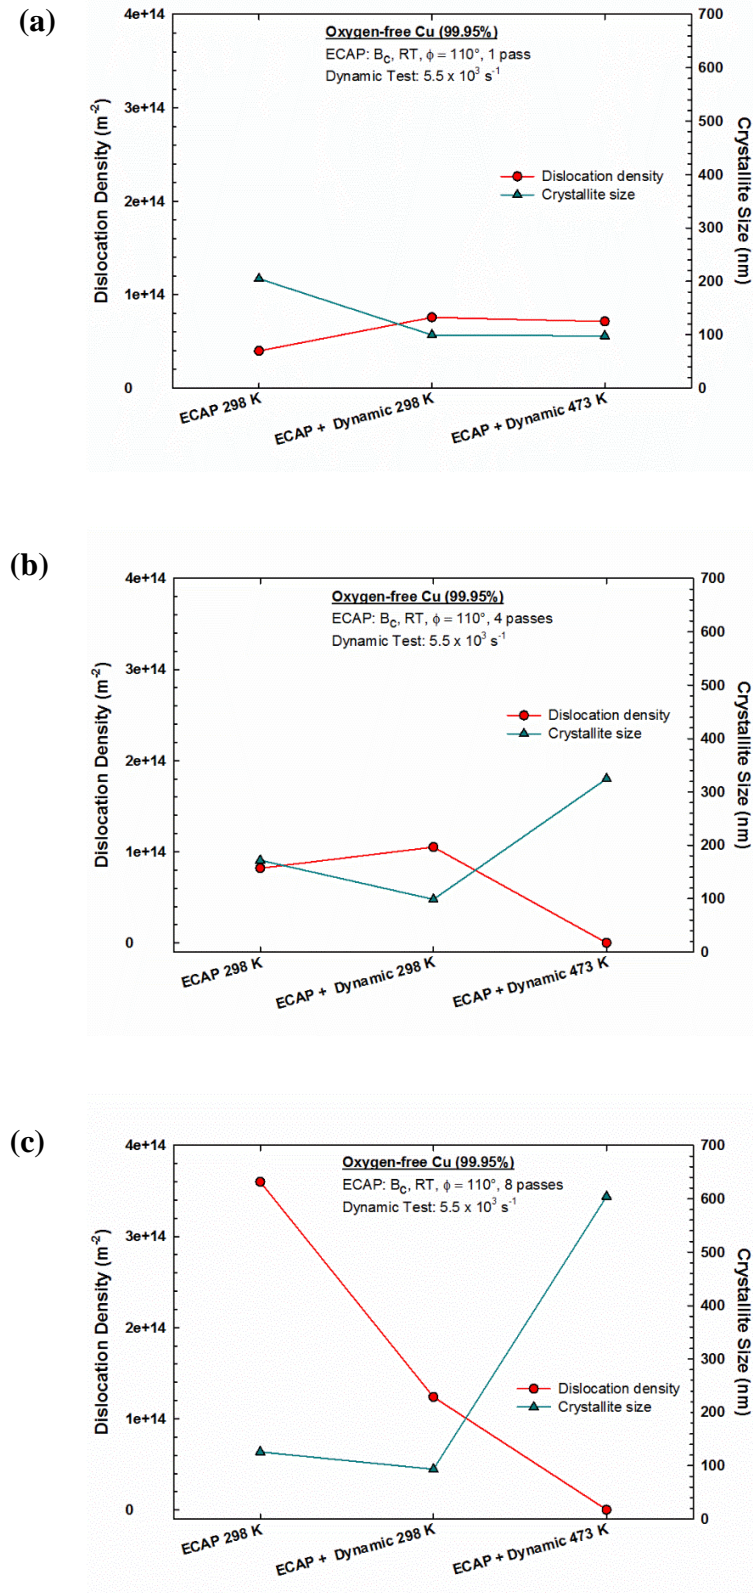 (a)
Oxygen-free Cu (99.95%)
ECAP: BC, RT, ϕ = 110°, 1 pass
Dynamic Test: 5.5 x 10³ s⁻¹
Dislocation density
Crystallite size
4e+14
3e+14
2e+14
1e+14
0
Dislocation Density (m⁻²)
700
600
500
400
300
200
100
0
Crystallite Size (nm)
ECAP 298 K
ECAP + Dynamic 298 K
ECAP + Dynamic 473 K
(b)
Oxygen-free Cu (99.95%)
ECAP: BC, RT, ϕ = 110°, 4 passes
Dynamic Test: 5.5 x 10³ s⁻¹
Dislocation density
Crystallite size
4e+14
3e+14
2e+14
1e+14
0
Dislocation Density (m⁻²)
700
600
500
400
300
200
100
0
Crystallite Size (nm)
ECAP 298 K
ECAP + Dynamic 298 K
ECAP + Dynamic 473 K
(c)
Oxygen-free Cu (99.95%)
ECAP: BC, RT, ϕ = 110°, 8 passes
Dynamic Test: 5.5 x 10³ s⁻¹
Dislocation density
Crystallite size
4e+14
3e+14
2e+14
1e+14
0
Dislocation Density (m⁻²)
700
600
500
400
300
200
100
0
Crystallite Size (nm)
ECAP 298 K
ECAP + Dynamic 298 K
ECAP + Dynamic 473 K